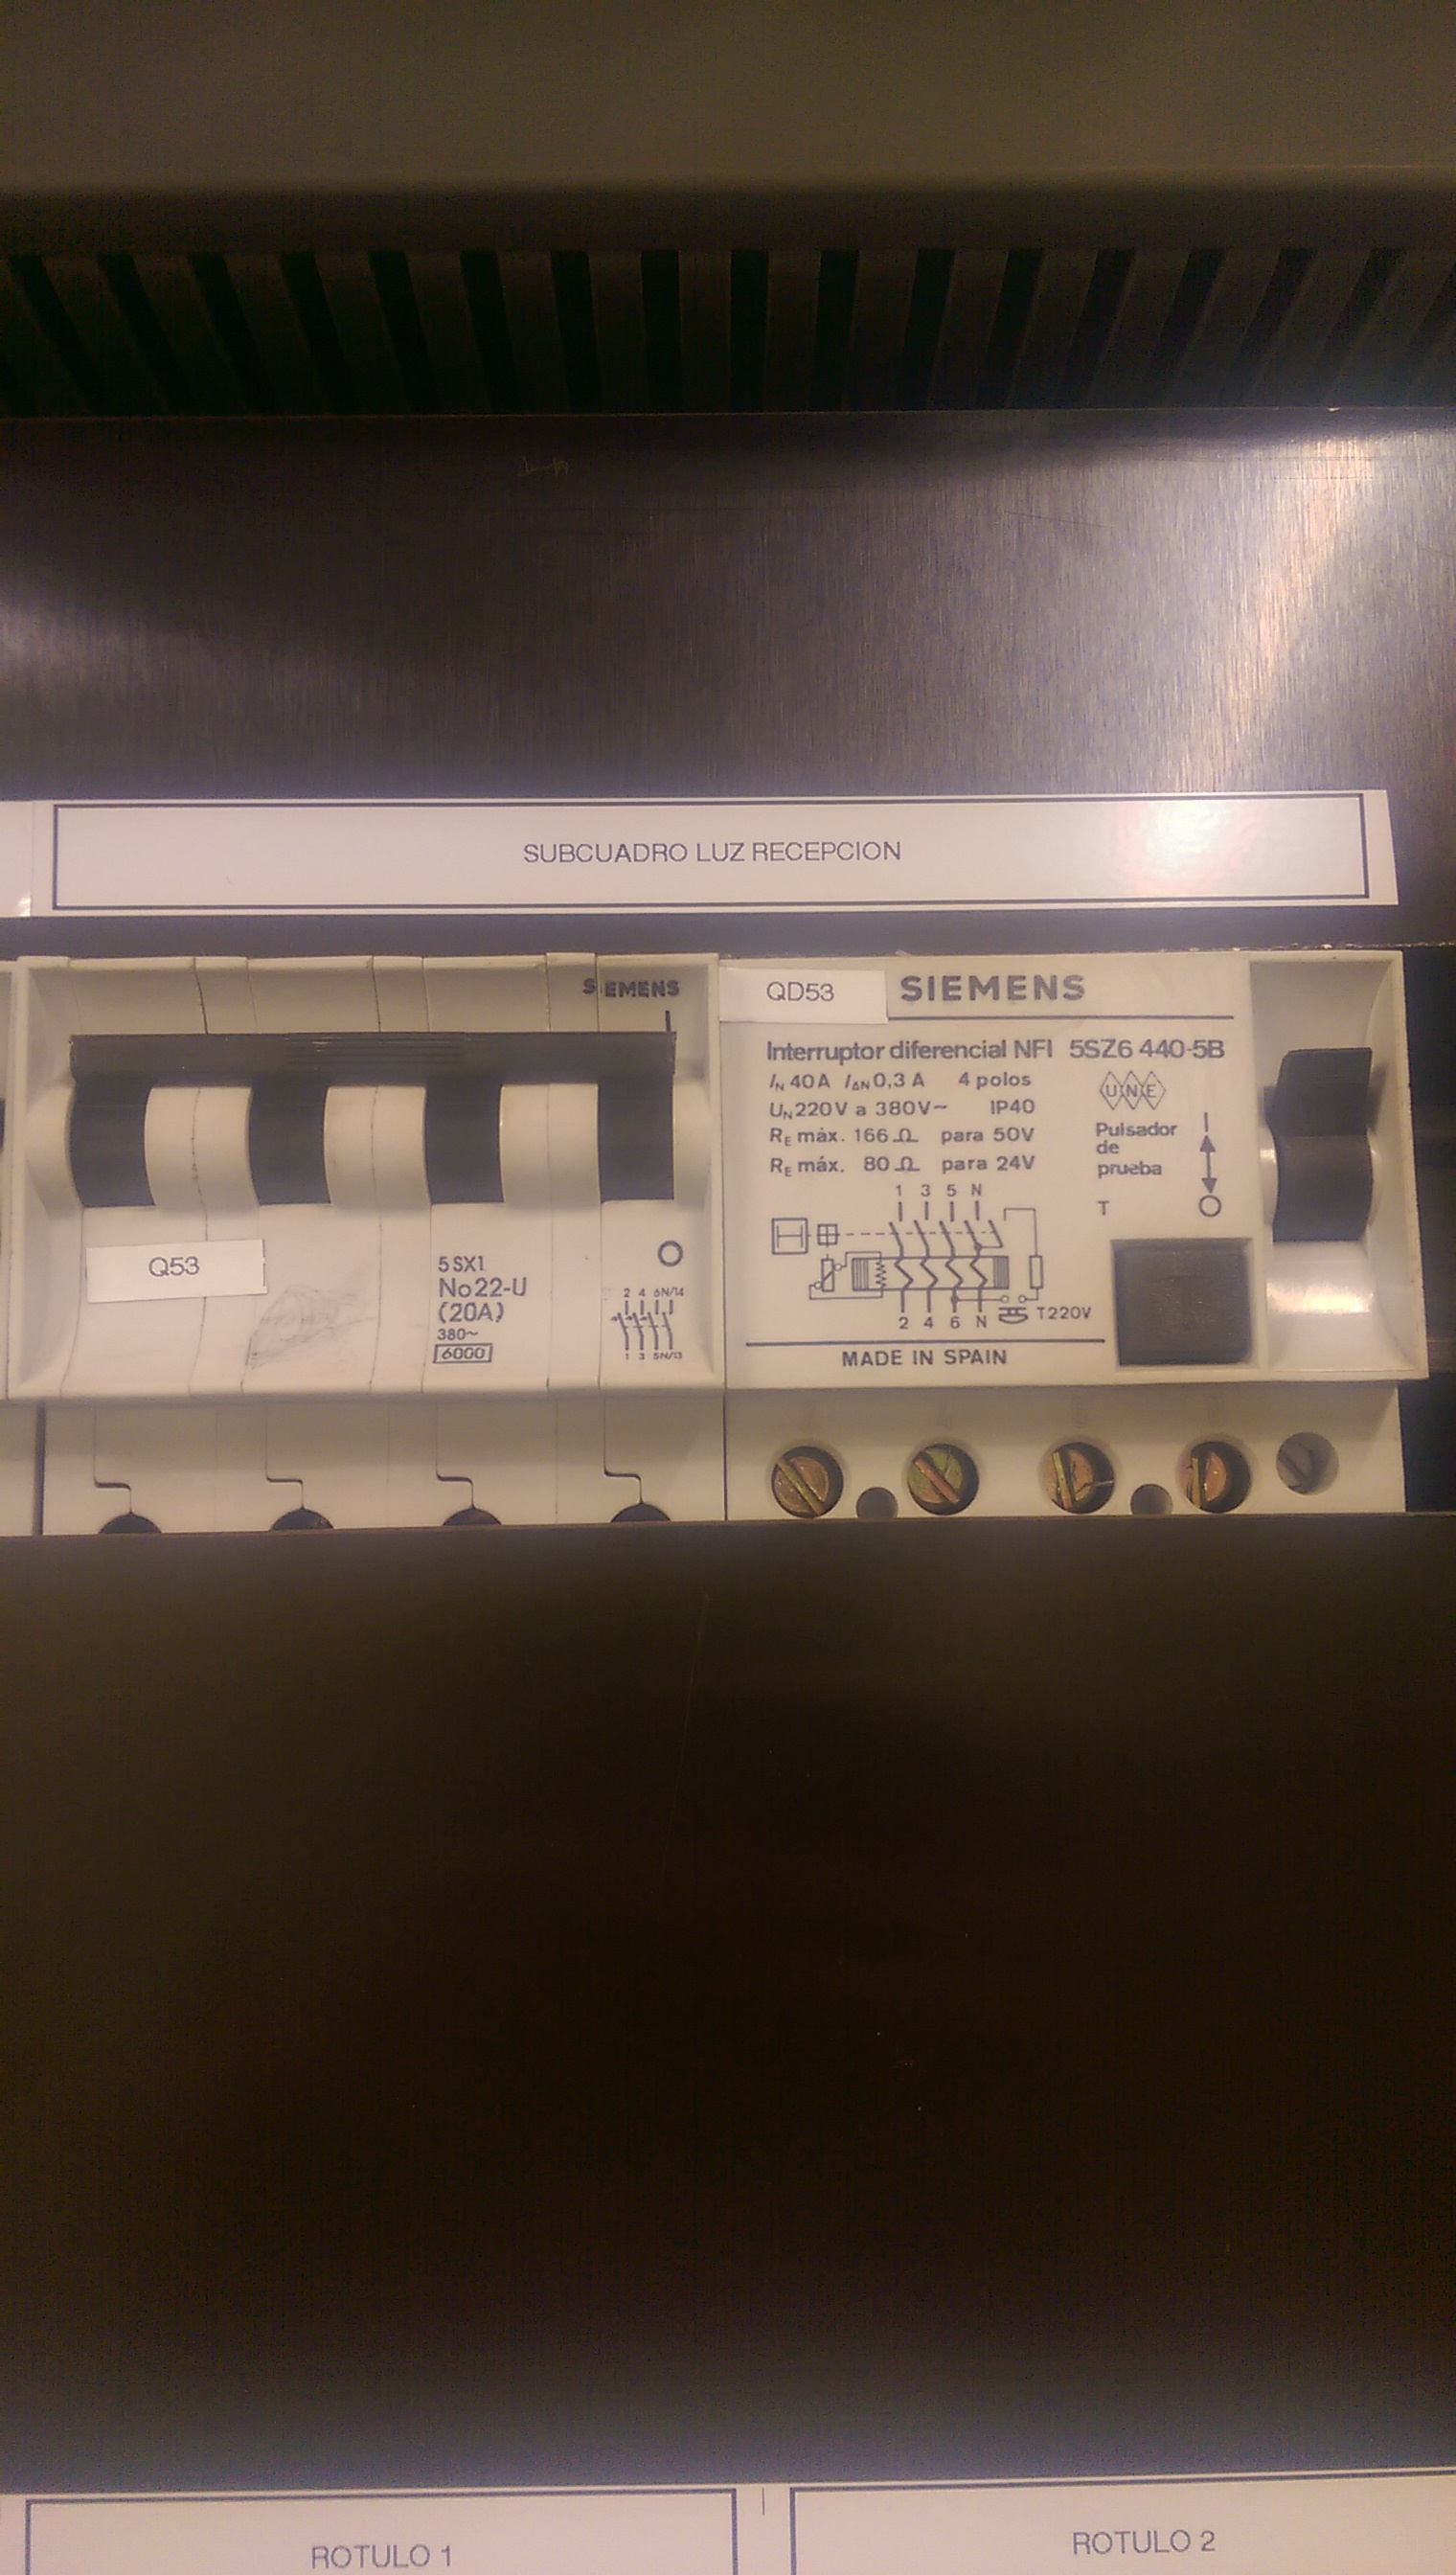 SUBCUADRO LUZ RECEPCION
SIEMENS
Q53
5SX1
No22-U
(20A)
380~
6000
2 4 6N/14
1 3 5N/13
QD53
SIEMENS
Interruptor diferencial NFI 5SZ6 440-5B
IN 40A IΔN 0,3 A 4 polos
UN 220V a 380V~ IP40
RE máx. 166 Ω para 50V
RE máx. 80 Ω para 24V
UNE
Pulsador
de
prueba
T
1 3 5 N
2 4 6 N
T220V
MADE IN SPAIN
ROTULO 1
ROTULO 2